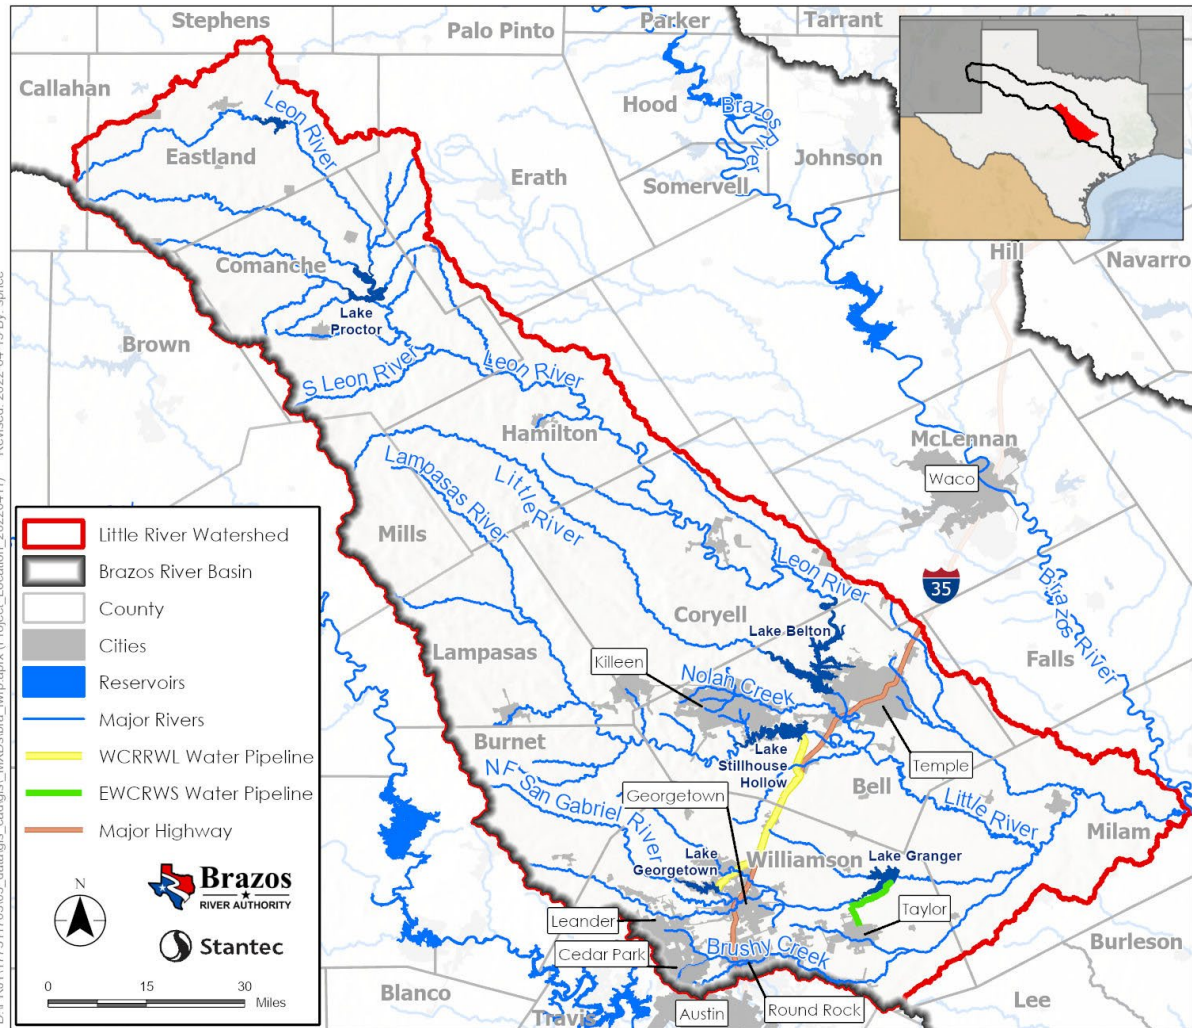 Stephens
Palo Pinto
Parker
Tarrant
Callahan
Eastland
Leon River
Hood
Brazos River
Johnson
Erath
Somervell
Hill
Navarro
Comanche
Lake
Proctor
Brown
S Leon River
Leon River
Hamilton
McLennan
Waco
Lampasas River
Little River
Mills
Leon River
35
Brazos River
Coryell
Lake Belton
Falls
Lampasas
Killeen
Nolan Creek
Burnet
Lake
Stillhouse
Hollow
Temple
Bell
N F San Gabriel River
Georgetown
Little River
Milam
Lake
Georgetown
Williamson
Lake Granger
Leander
Taylor
Cedar Park
Brushy Creek
Burleson
Blanco
Travis
Austin
Round Rock
Lee
Little River Watershed
Brazos River Basin
County
Cities
Reservoirs
Major Rivers
WCRRWL Water Pipeline
EWCRWS Water Pipeline
Major Highway
N
Brazos
RIVER AUTHORITY
Stantec
0 15 30
Miles